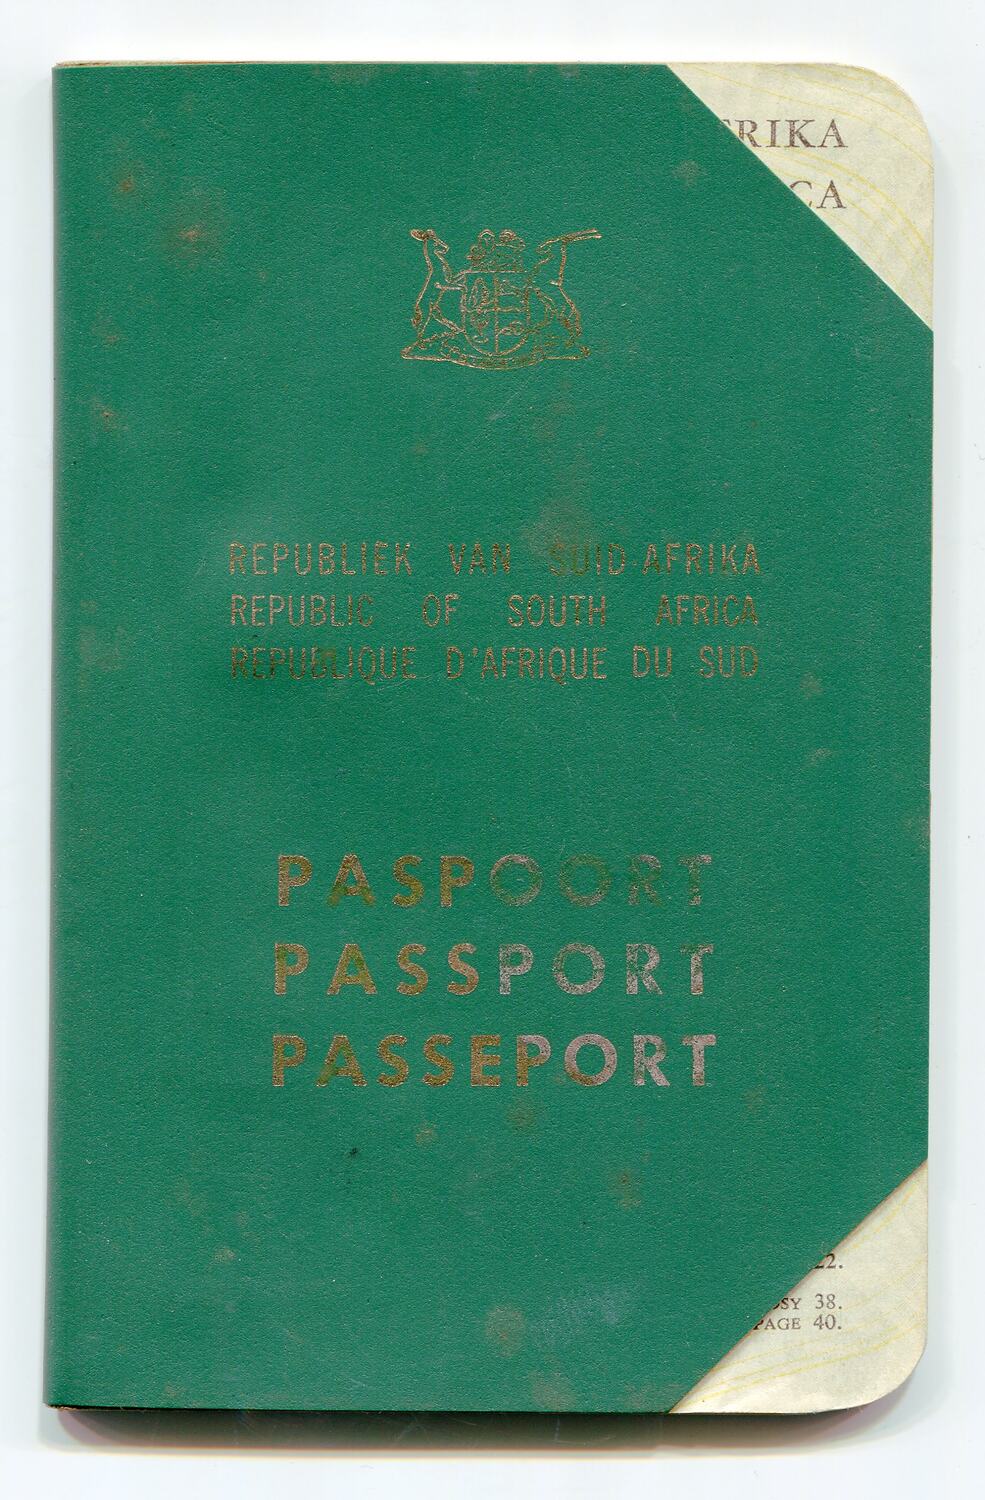 RIKA
CA
REPUBLIEK VAN SUID-AFRIKA
REPUBLIC OF SOUTH AFRICA
REPUBLIQUE D'AFRIQUE DU SUD
PASPOORT
PASSPORT
PASSEPORT
22.
SY 38.
PAGE 40.